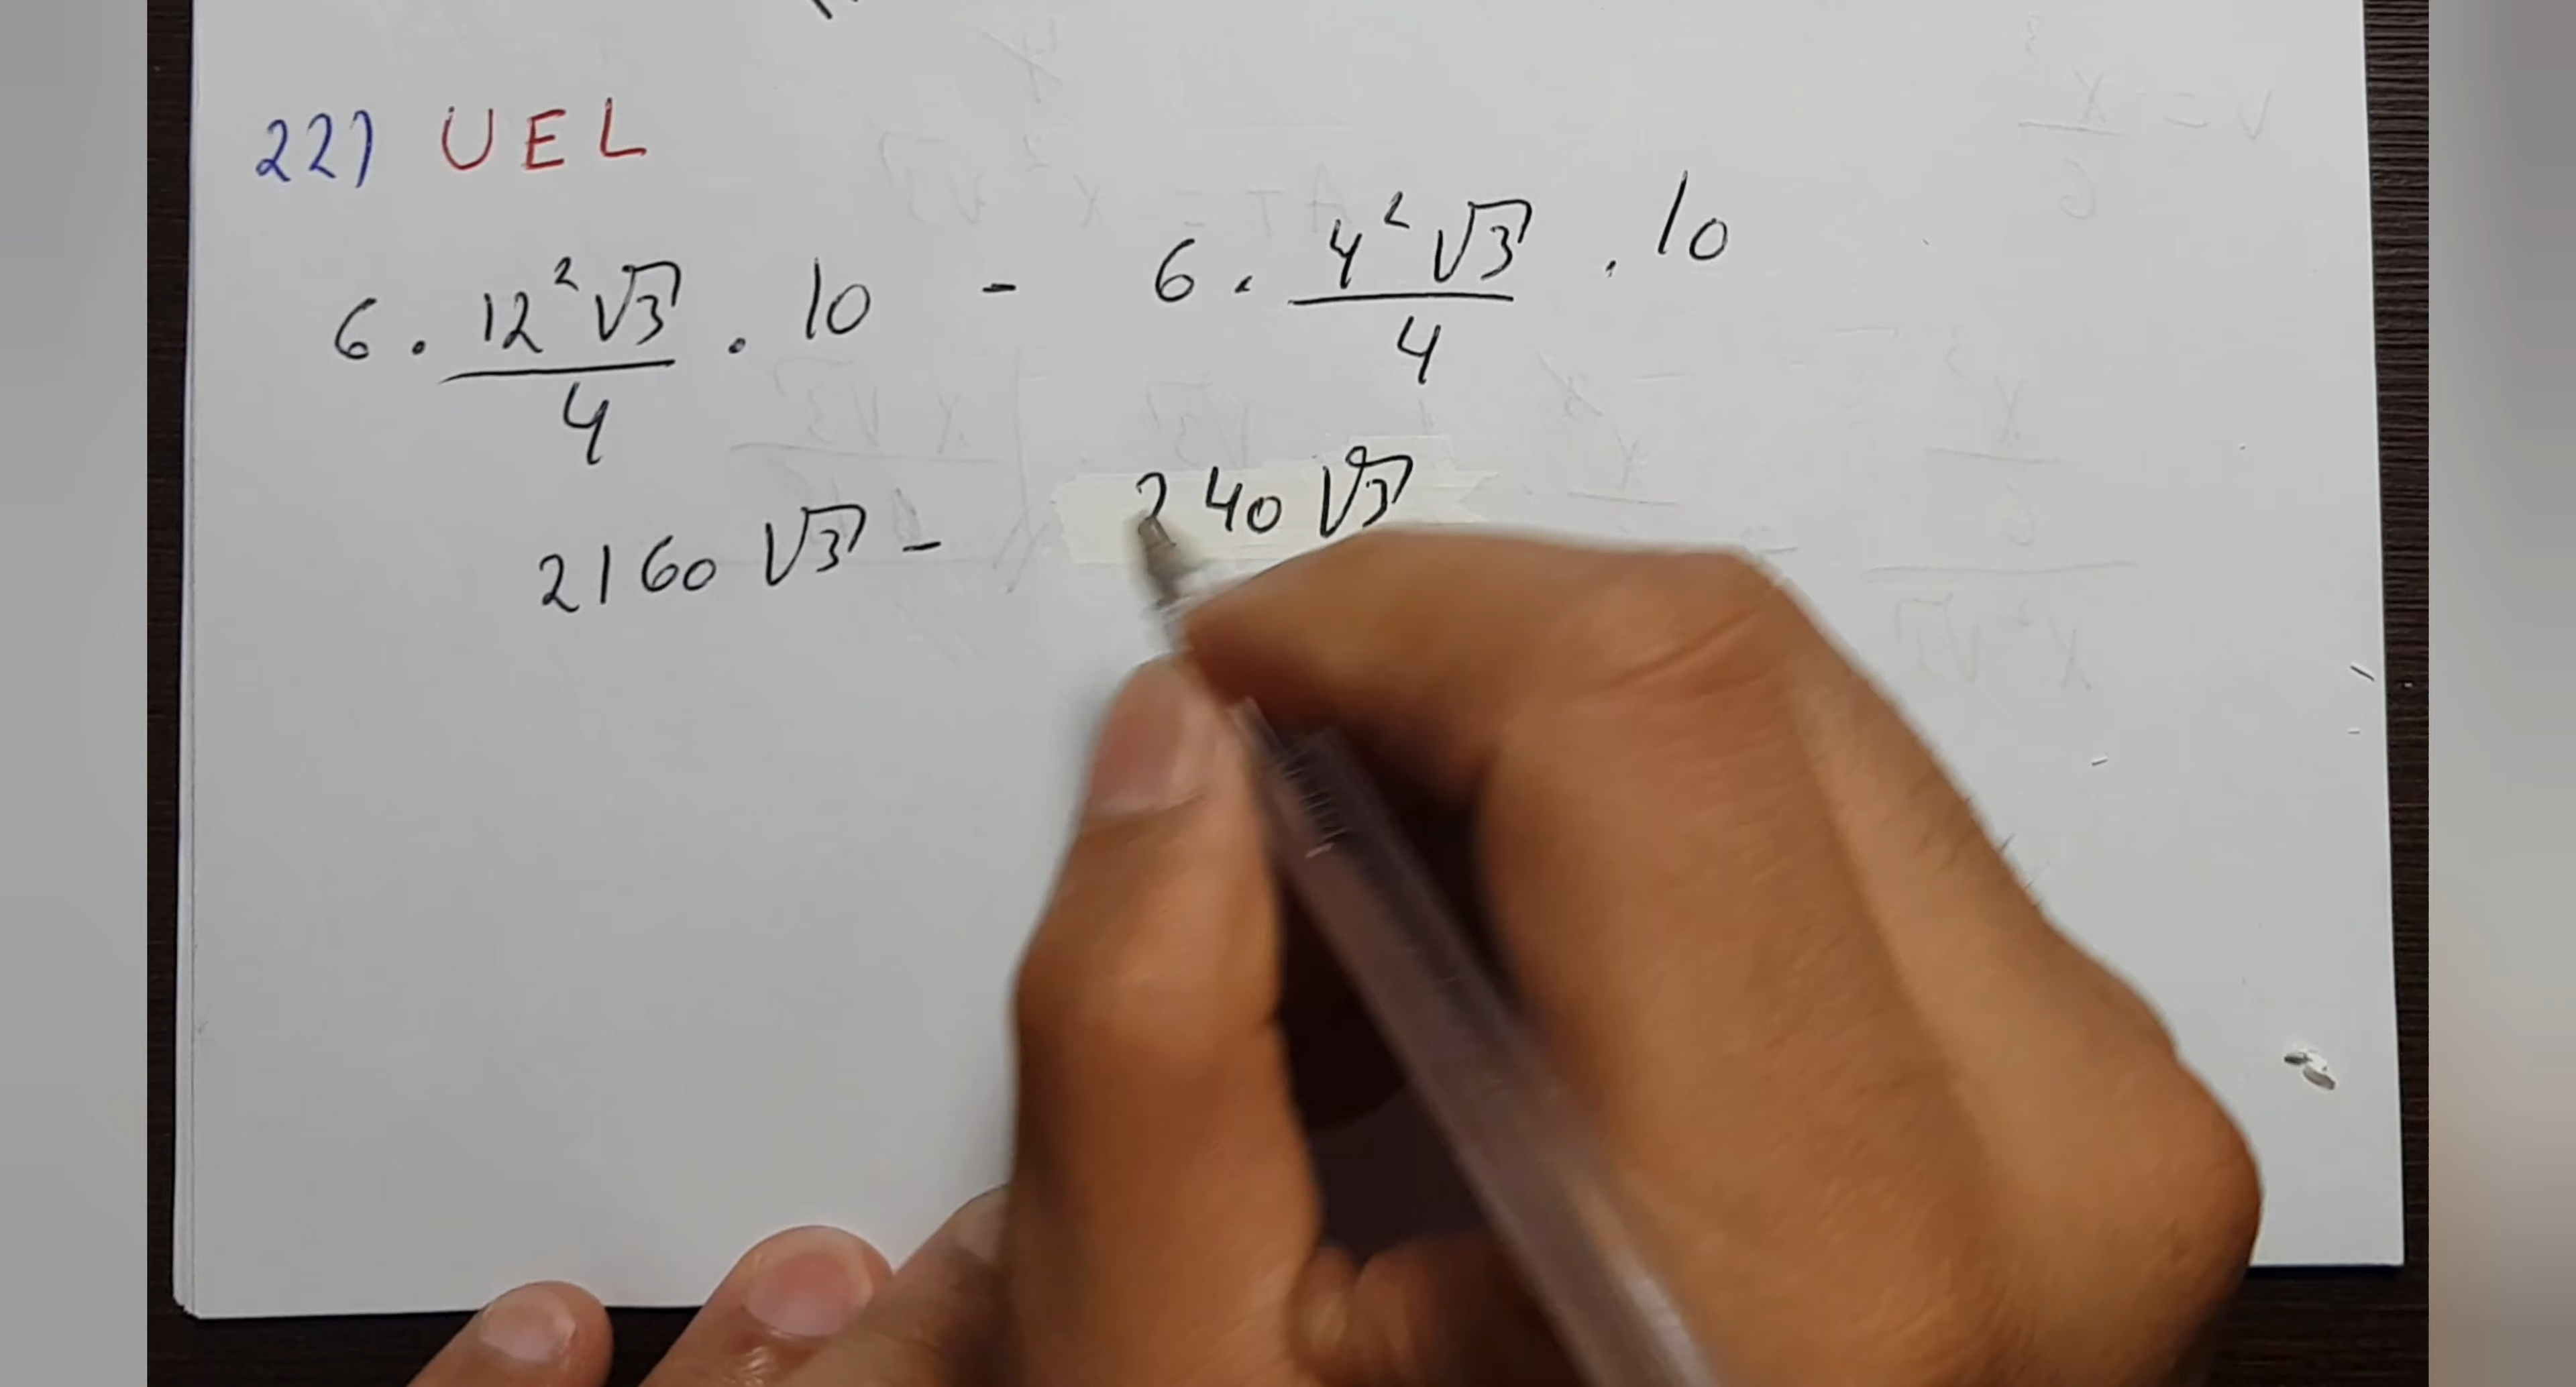 22) UEL
6 . 12² √3 / 4 . 10 - 6 . 4² √3 / 4 . 10
2160 √3 - 240 √3